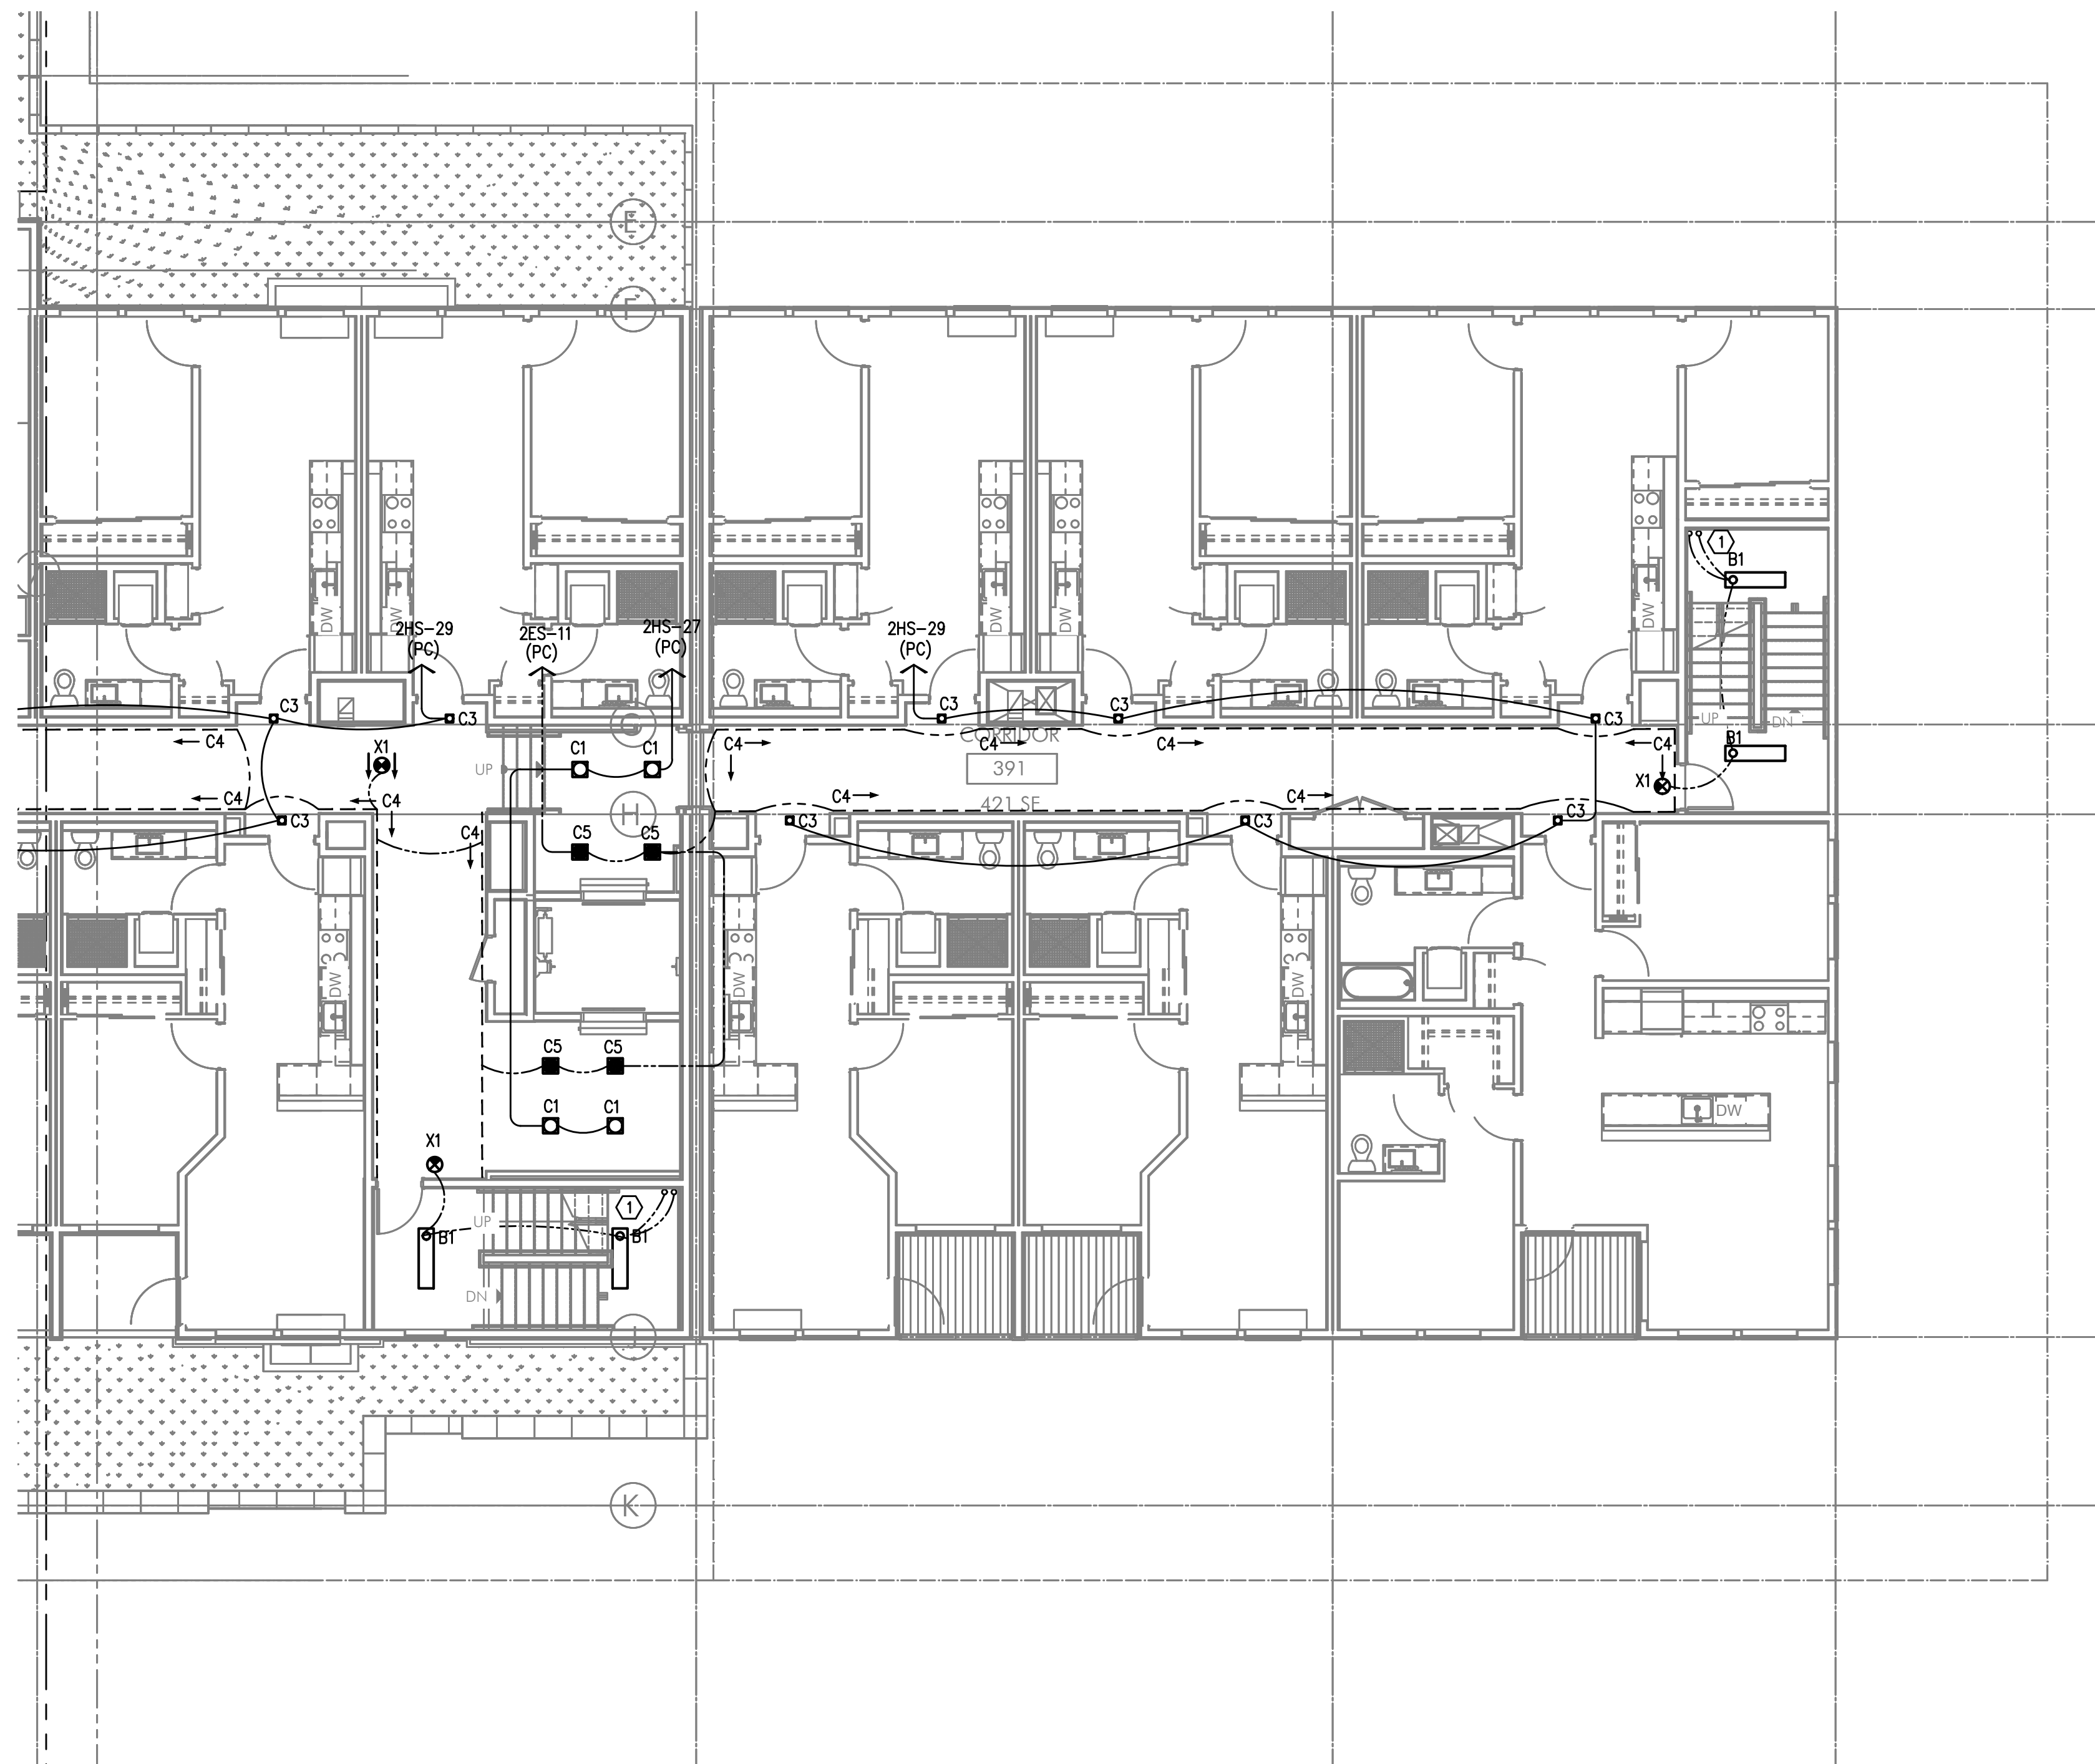 E
F
1
B1
DW
DW
DW
DW
DW
2HS-29
(PC)
2ES-11
(PC)
2HS-27
(PC)
2HS-29
(PC)
C3
C3
C3
C3
C3
G
UP
DN
C4
X1
C1
C1
C4
CORRIDOR
C4
C4
C4
B1
UP
391
X1
C4
C4
C4
421 SF
C4
H
C3
C4
C5
C5
C3
C3
C3
DW
DW
DW
C5
C5
C1
C1
DW
X1
1
UP
B1
B1
DN
J
K